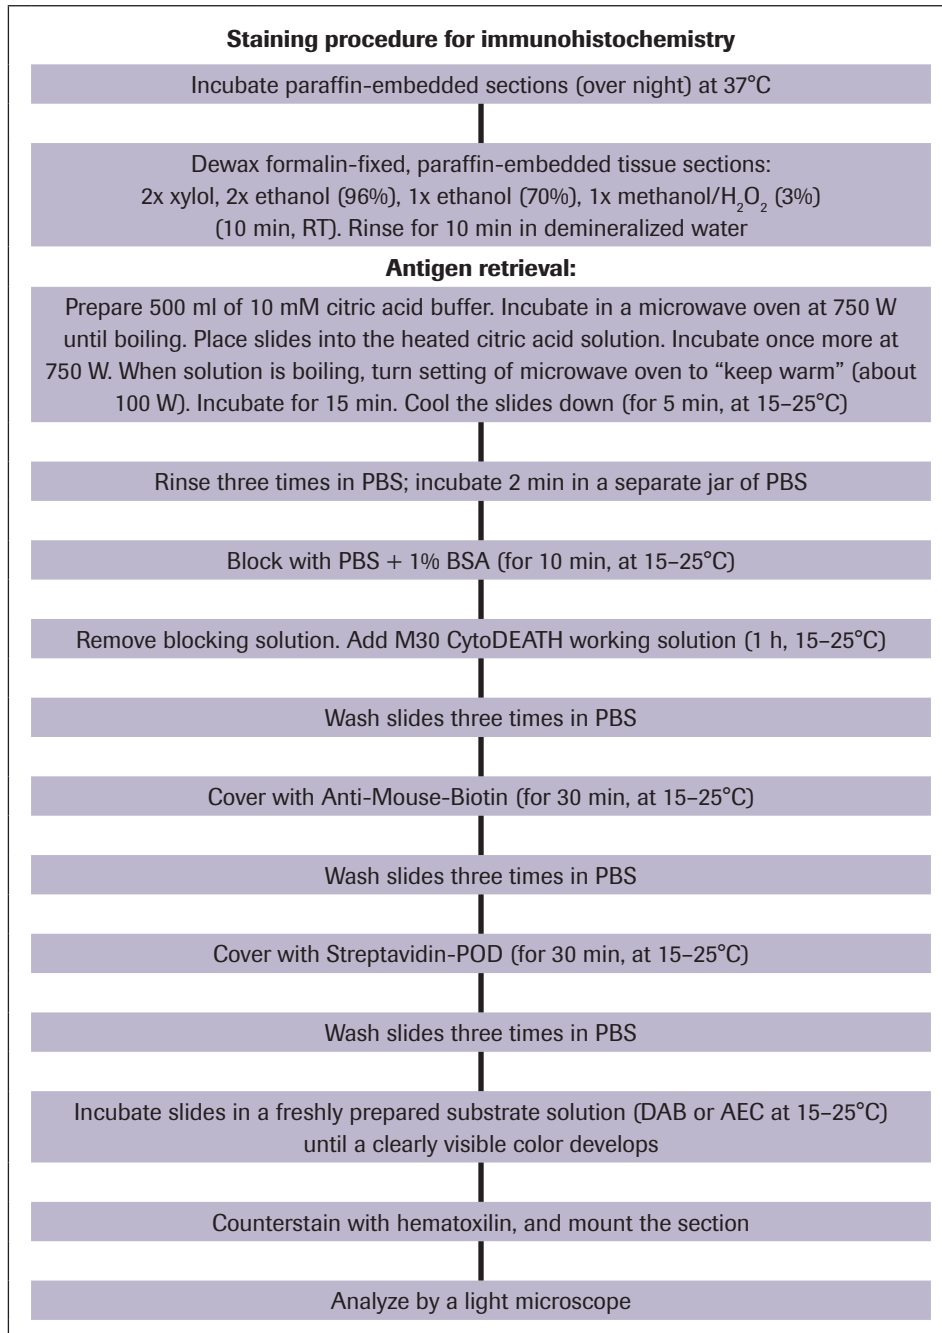 Staining procedure for immunohistochemistry
Incubate paraffin-embedded sections (over night) at 37°C
Dewax formalin-fixed, paraffin-embedded tissue sections:
2x xylol, 2x ethanol (96%), 1x ethanol (70%), 1x methanol/H₂O₂ (3%)
(10 min, RT). Rinse for 10 min in demineralized water
Antigen retrieval:
Prepare 500 ml of 10 mM citric acid buffer. Incubate in a microwave oven at 750 W
until boiling. Place slides into the heated citric acid solution. Incubate once more at
750 W. When solution is boiling, turn setting of microwave oven to “keep warm” (about
100 W). Incubate for 15 min. Cool the slides down (for 5 min, at 15–25°C)
Rinse three times in PBS; incubate 2 min in a separate jar of PBS
Block with PBS + 1% BSA (for 10 min, at 15–25°C)
Remove blocking solution. Add M30 CytoDEATH working solution (1 h, 15–25°C)
Wash slides three times in PBS
Cover with Anti-Mouse-Biotin (for 30 min, at 15–25°C)
Wash slides three times in PBS
Cover with Streptavidin-POD (for 30 min, at 15–25°C)
Wash slides three times in PBS
Incubate slides in a freshly prepared substrate solution (DAB or AEC at 15–25°C)
until a clearly visible color develops
Counterstain with hematoxilin, and mount the section
Analyze by a light microscope